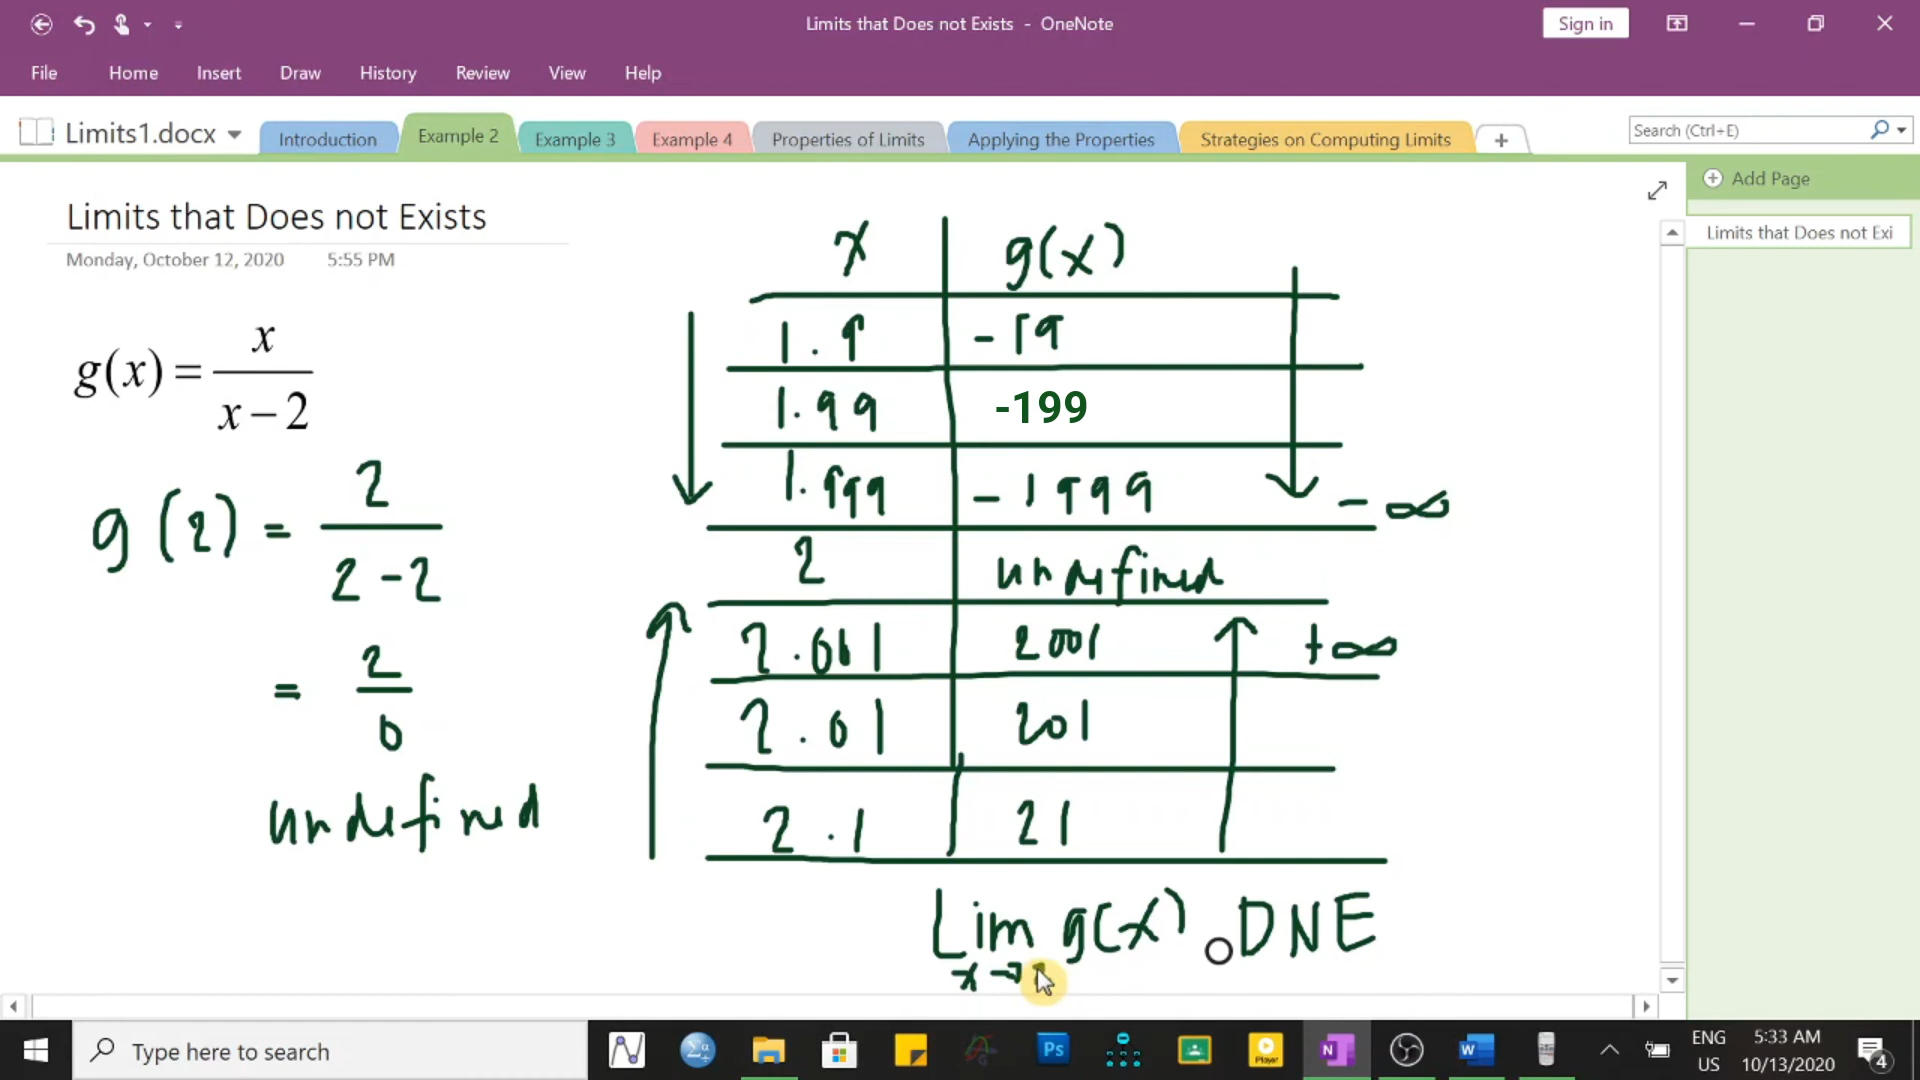 Limits that Does not Exists - OneNote
Sign in
File Home Insert Draw History Review View Help
Limits1.docx
Introduction
Example 2
Example 3
Example 4
Properties of Limits
Applying the Properties
Strategies on Computing Limits
+
Search (Ctrl+E)
Add Page
Limits that Does not Exi
Limits that Does not Exists
Monday, October 12, 2020 5:55 PM
g(x) = x / (x − 2)
g(2) = 2 / (2 - 2)
= 2 / 0
undefined
x g(x)
1.9 -19
1.99 -199
1.999 -1999 - ∞
2 undefined
2.001 2001 +∞
2.01 201
2.1 21
Lim g(x) DNE
x→
Type here to search
Ps
Player
N
W
ENG
US
5:33 AM
10/13/2020
4